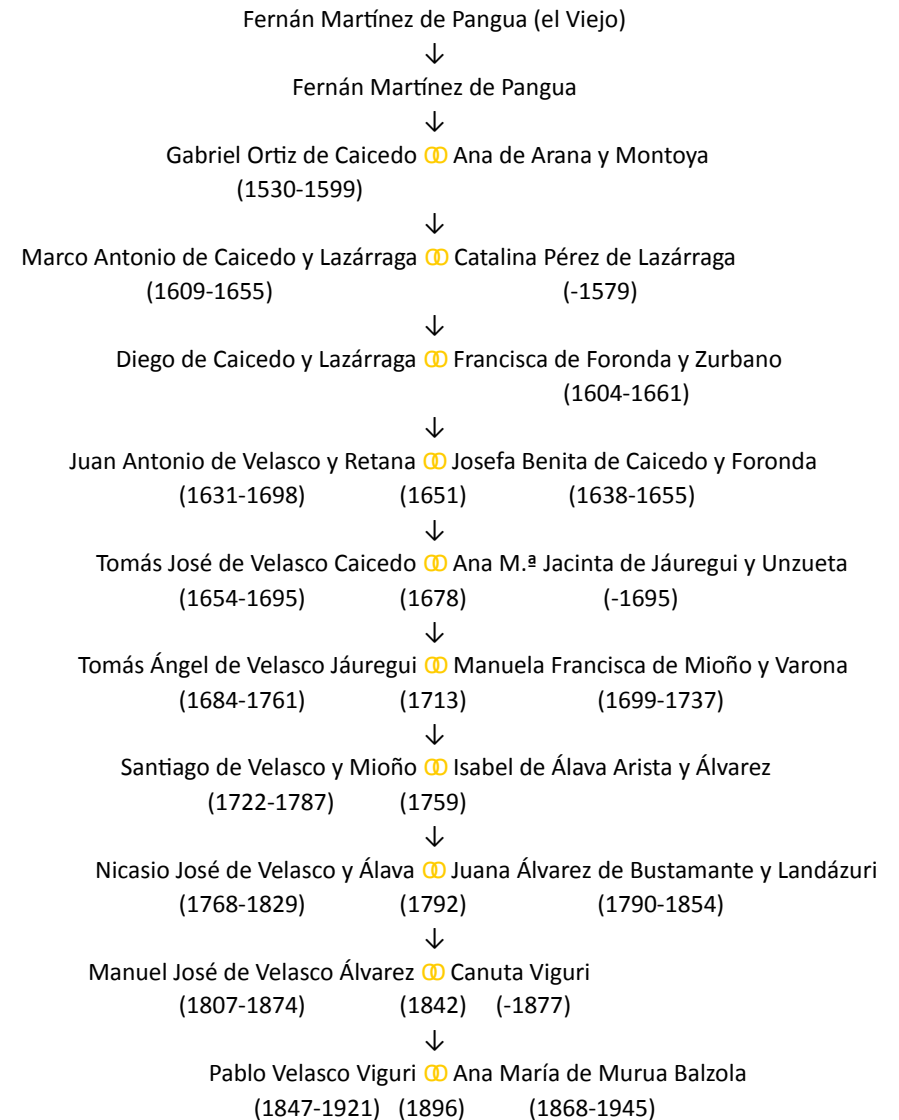 Fernán Martínez de Pangua (el Viejo)
↓
Fernán Martínez de Pangua
↓
Gabriel Ortiz de Caicedo ⚭ Ana de Arana y Montoya
(1530-1599)
↓
Marco Antonio de Caicedo y Lazárraga ⚭ Catalina Pérez de Lazárraga
(1609-1655) (-1579)
↓
Diego de Caicedo y Lazárraga ⚭ Francisca de Foronda y Zurbano
(1604-1661)
↓
Juan Antonio de Velasco y Retana ⚭ Josefa Benita de Caicedo y Foronda
(1631-1698) (1651) (1638-1655)
↓
Tomás José de Velasco Caicedo ⚭ Ana M.ª Jacinta de Jáuregui y Unzueta
(1654-1695) (1678) (-1695)
↓
Tomás Ángel de Velasco Jáuregui ⚭ Manuela Francisca de Mioño y Varona
(1684-1761) (1713) (1699-1737)
↓
Santiago de Velasco y Mioño ⚭ Isabel de Álava Arista y Álvarez
(1722-1787) (1759)
↓
Nicasio José de Velasco y Álava ⚭ Juana Álvarez de Bustamante y Landázuri
(1768-1829) (1792) (1790-1854)
↓
Manuel José de Velasco Álvarez ⚭ Canuta Viguri
(1807-1874) (1842) (-1877)
↓
Pablo Velasco Viguri ⚭ Ana María de Murua Balzola
(1847-1921) (1896) (1868-1945)